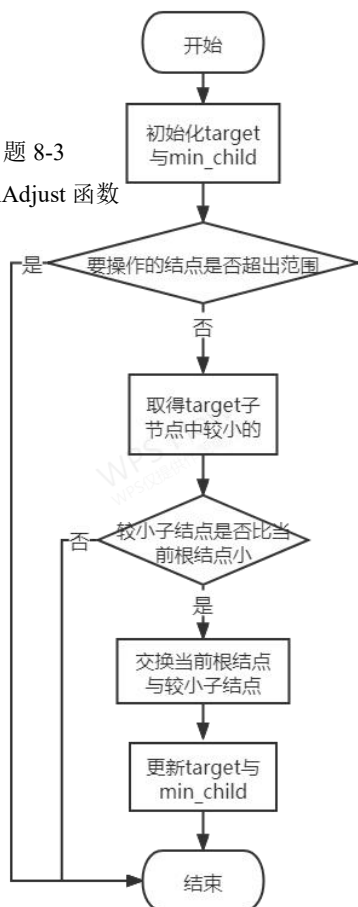 开始
初始化target
与min_child
题 8-3
Adjust 函数
是
要操作的结点是否超出范围
否
取得target子
节点中较小的
否
较小子结点是否比当
前根结点小
是
交换当前根结点
与较小子结点
更新target与
min_child
结束